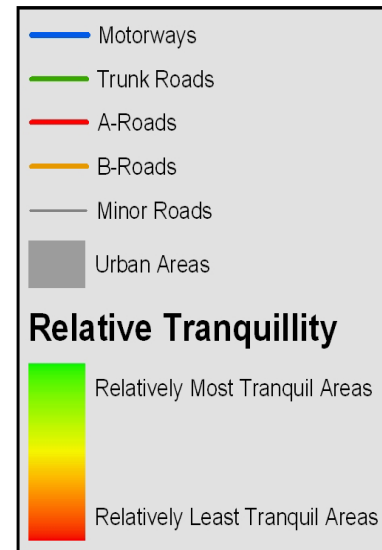 Motorways
Trunk Roads
A-Roads
B-Roads
Minor Roads
Urban Areas
Relative Tranquillity
Relatively Most Tranquil Areas
Relatively Least Tranquil Areas